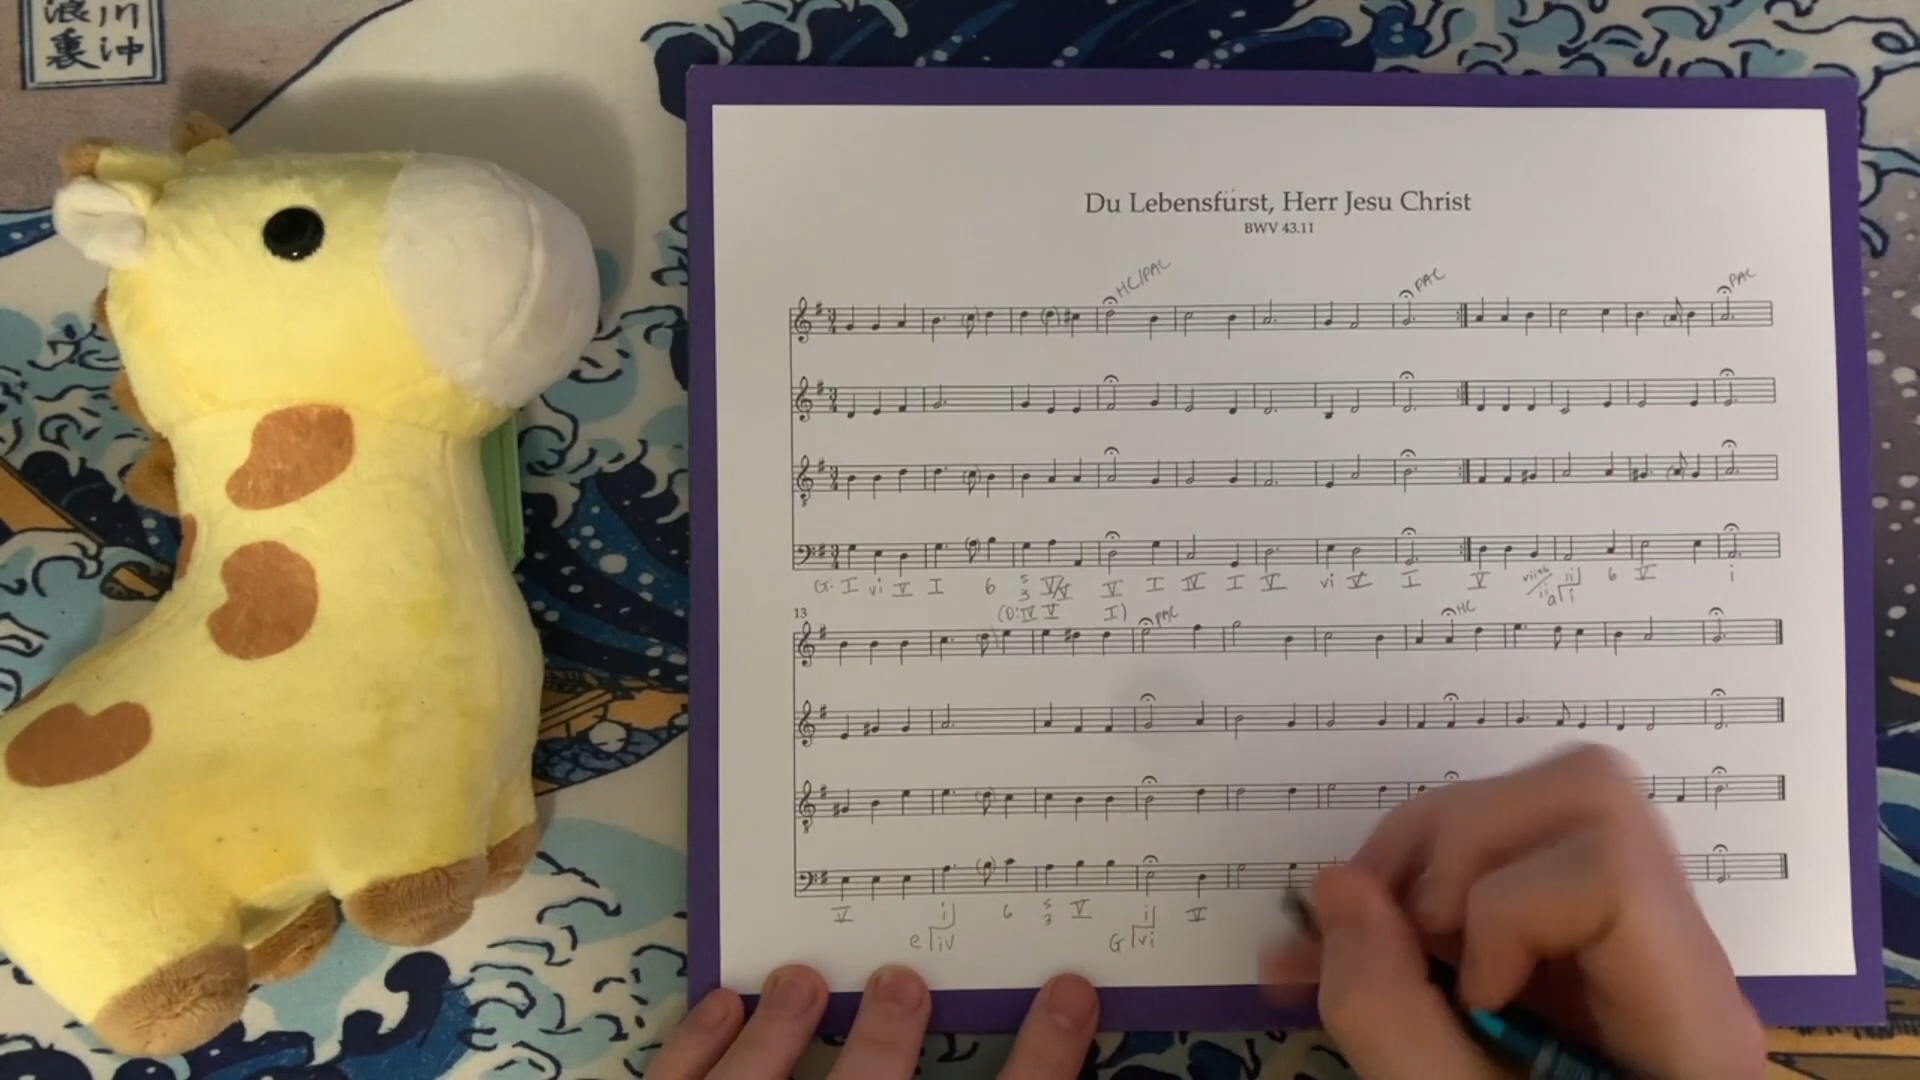 浪川
裏沖
Du Lebensfürst, Herr Jesu Christ
BWV 43.11
HC/PAC PAC PAC
G: I vi V I 6 5 V/V V I IV I V vi V I V ii 6 V i
3 a i
(D: IV V I)
13
PAC HC
V i 6 5 V i V
3
e iv G vi